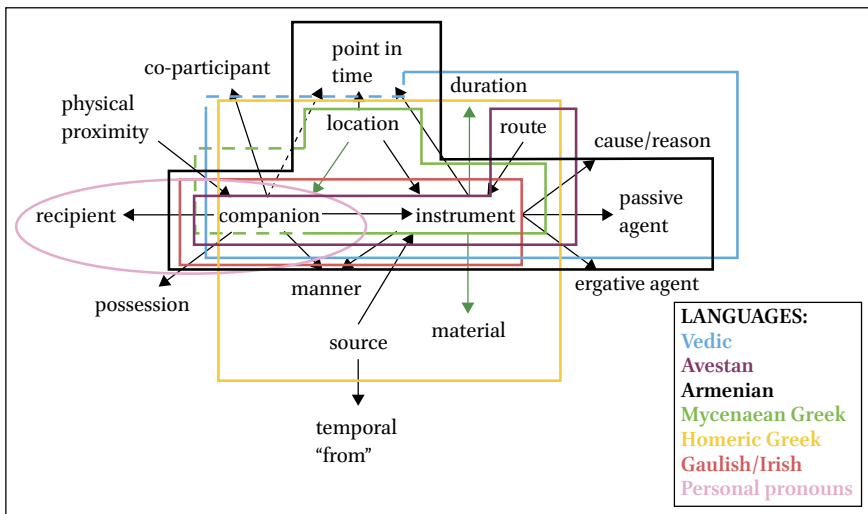 point in
time
co-participant
duration
physical
proximity
location
route
cause/reason
recipient
companion
instrument
passive
agent
possession
manner
ergative agent
source
material
temporal
“from”
LANGUAGES:
Vedic
Avestan
Armenian
Mycenaean Greek
Homeric Greek
Gaulish/Irish
Personal pronouns